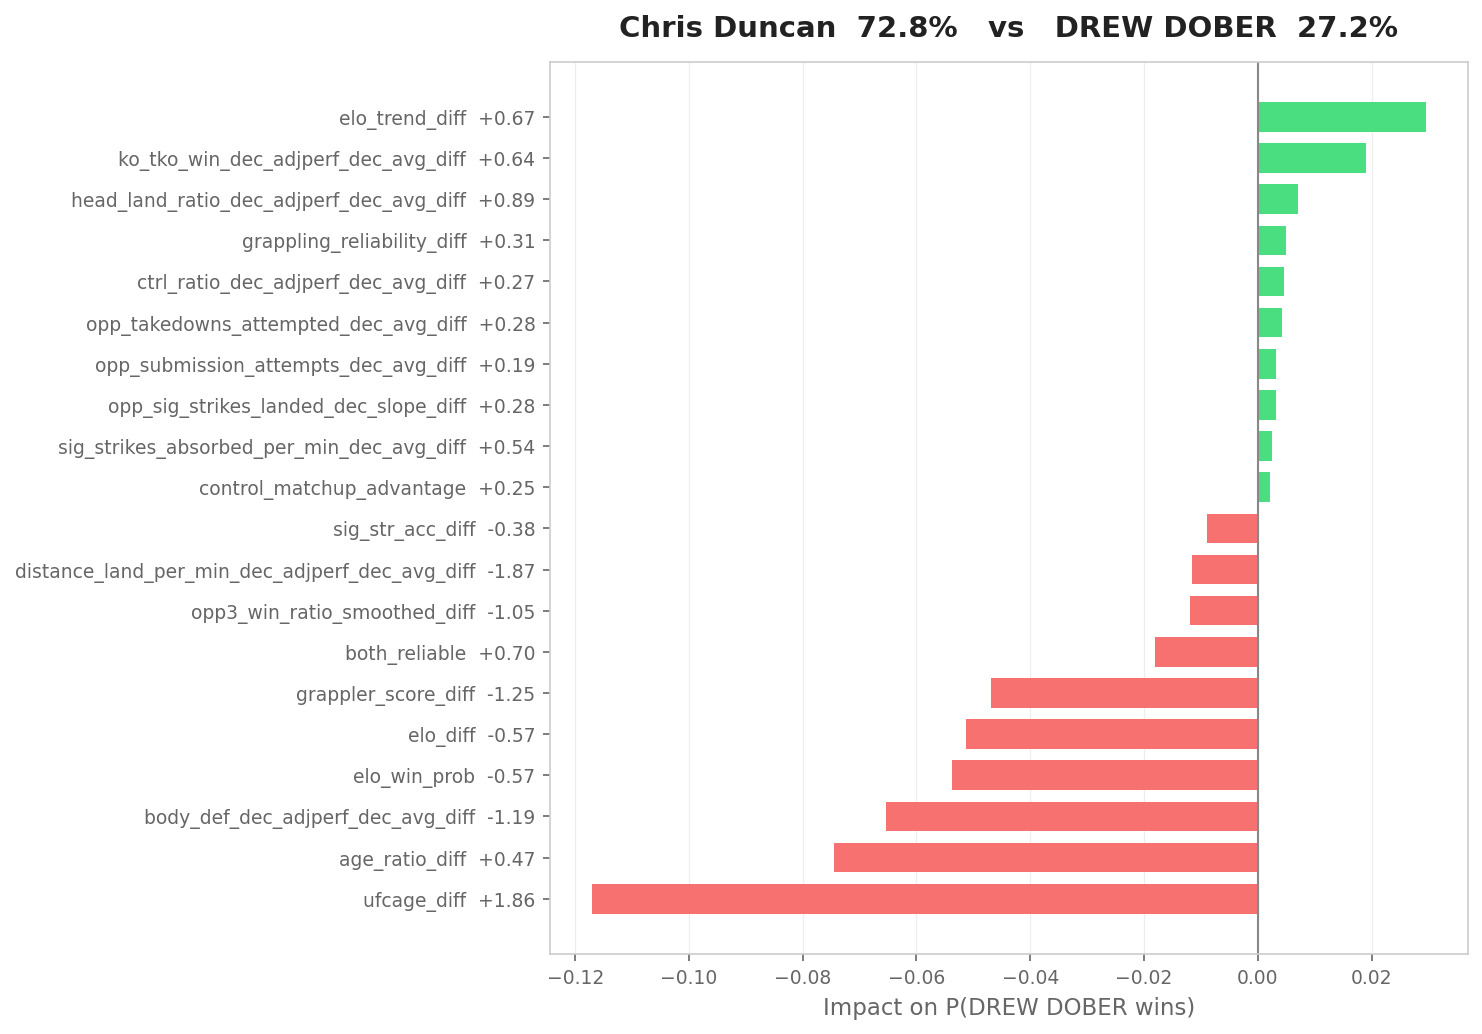 Chris Duncan 72.8% vs DREW DOBER 27.2%
elo_trend_diff +0.67
ko_tko_win_dec_adjperf_dec_avg_diff +0.64
head_land_ratio_dec_adjperf_dec_avg_diff +0.89
grappling_reliability_diff +0.31
ctrl_ratio_dec_adjperf_dec_avg_diff +0.27
opp_takedowns_attempted_dec_avg_diff +0.28
opp_submission_attempts_dec_avg_diff +0.19
opp_sig_strikes_landed_dec_slope_diff +0.28
sig_strikes_absorbed_per_min_dec_avg_diff +0.54
control_matchup_advantage +0.25
sig_str_acc_diff -0.38
distance_land_per_min_dec_adjperf_dec_avg_diff -1.87
opp3_win_ratio_smoothed_diff -1.05
both_reliable +0.70
grappler_score_diff -1.25
elo_diff -0.57
elo_win_prob -0.57
body_def_dec_adjperf_dec_avg_diff -1.19
age_ratio_diff +0.47
ufcage_diff +1.86
−0.12 −0.10 −0.08 −0.06 −0.04 −0.02 0.00 0.02
Impact on P(DREW DOBER wins)